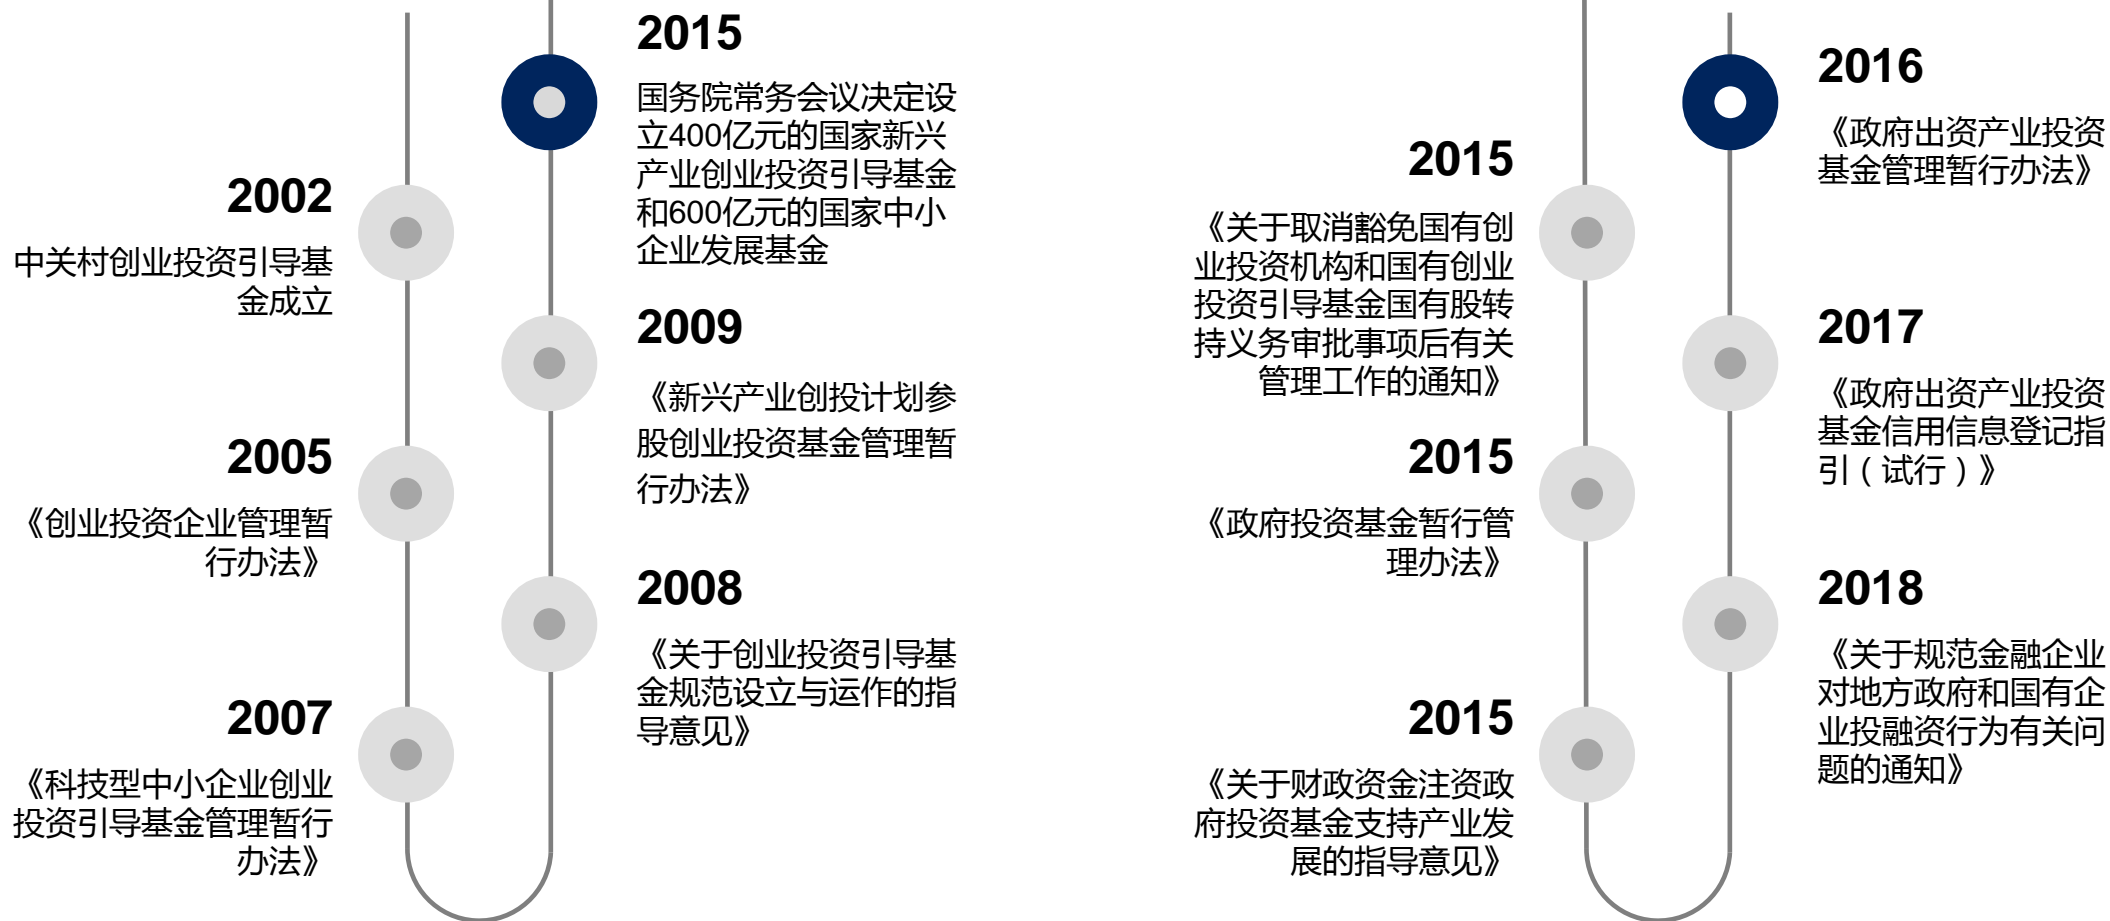 2002
中关村创业投资引导基
金成立
2005
《创业投资企业管理暂
行办法》
2007
《科技型中小企业创业
投资引导基金管理暂行
办法》
2015
国务院常务会议决定设
立400亿元的国家新兴
产业创业投资引导基金
和600亿元的国家中小
企业发展基金
2009
《新兴产业创投计划参
股创业投资基金管理暂
行办法》
2008
《关于创业投资引导基
金规范设立与运作的指
导意见》
2015
《关于取消豁免国有创
业投资机构和国有创业
投资引导基金国有股转
持义务审批事项后有关
管理工作的通知》
2015
《政府投资基金暂行管
理办法》
2015
《关于财政资金注资政
府投资基金支持产业发
展的指导意见》
2016
《政府出资产业投资
基金管理暂行办法》
2017
《政府出资产业投资
基金信用信息登记指
引（试行）》
2018
《关于规范金融企业
对地方政府和国有企
业投融资行为有关问
题的通知》